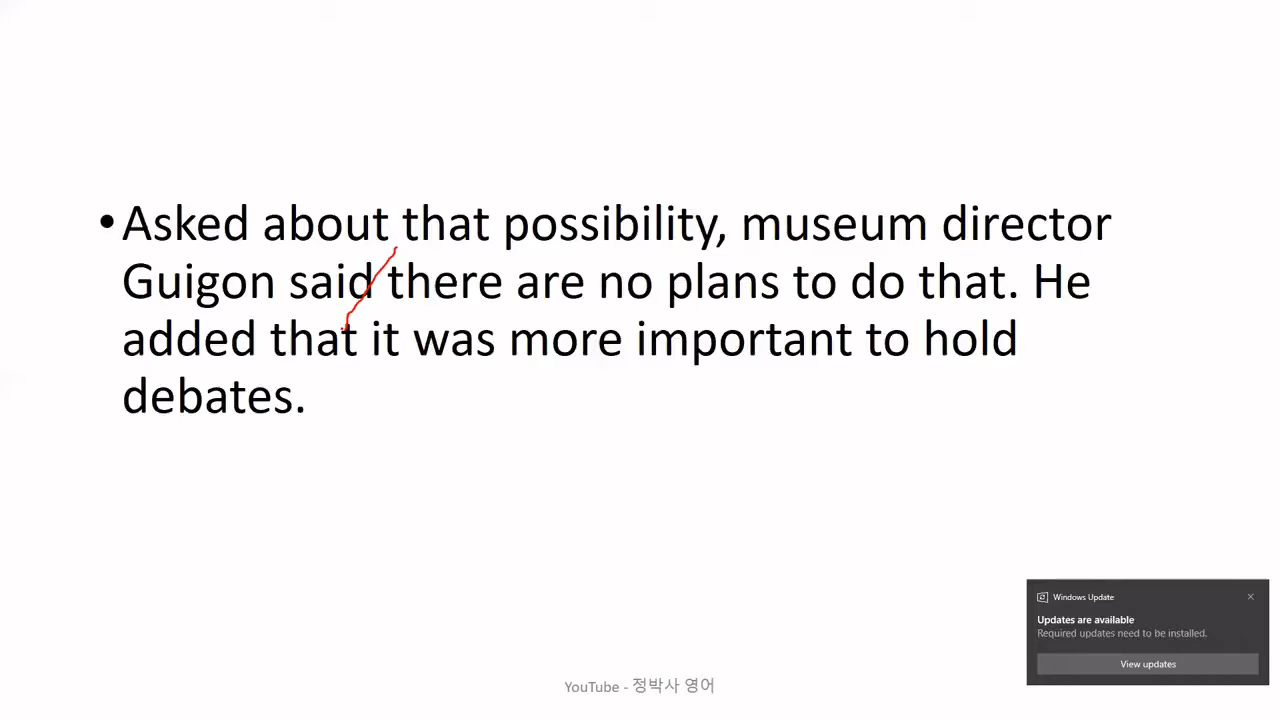 •Asked about that possibility, museum director
Guigon said there are no plans to do that. He
added that it was more important to hold
debates.
Windows Update
Updates are available
Required updates need to be installed.
View updates
YouTube - 정박사 영어